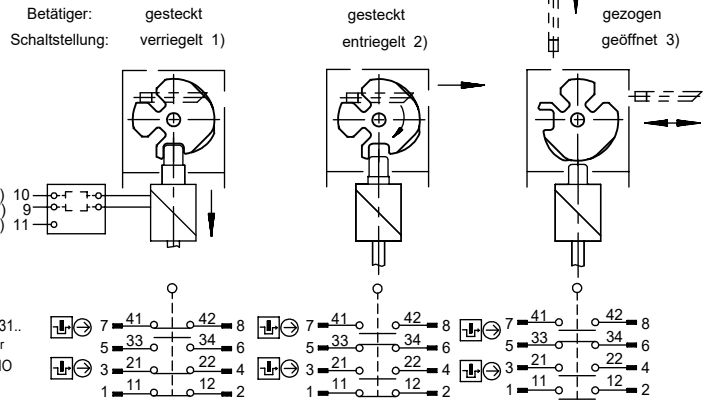 Betätiger: gesteckt gesteckt gezogen
Schaltstellung: verriegelt 1) entriegelt 2) geöffnet 3)
) 10
) 9
) 11
31.. 7 41 42 8 7 41 42 8 7 41 42 8
r 5 33 34 6 5 33 34 6 5 33 34 6
IO 3 21 22 4 3 21 22 4 3 21 22 4
1 11 12 2 1 11 12 2 1 11 12 2